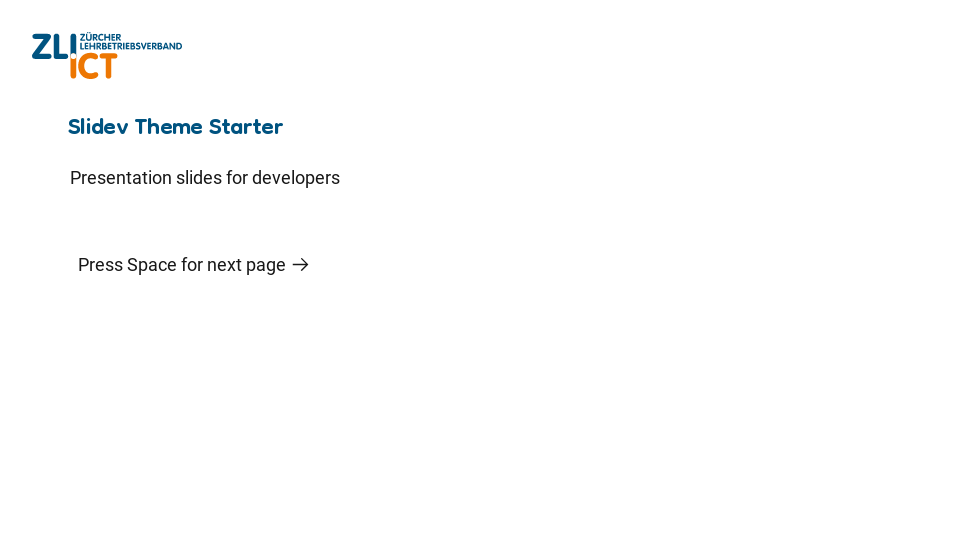 ZLI ZÜRCHER
LEHRBETRIEBSVERBAND
ICT
Slidev Theme Starter
Presentation slides for developers
Press Space for next page →